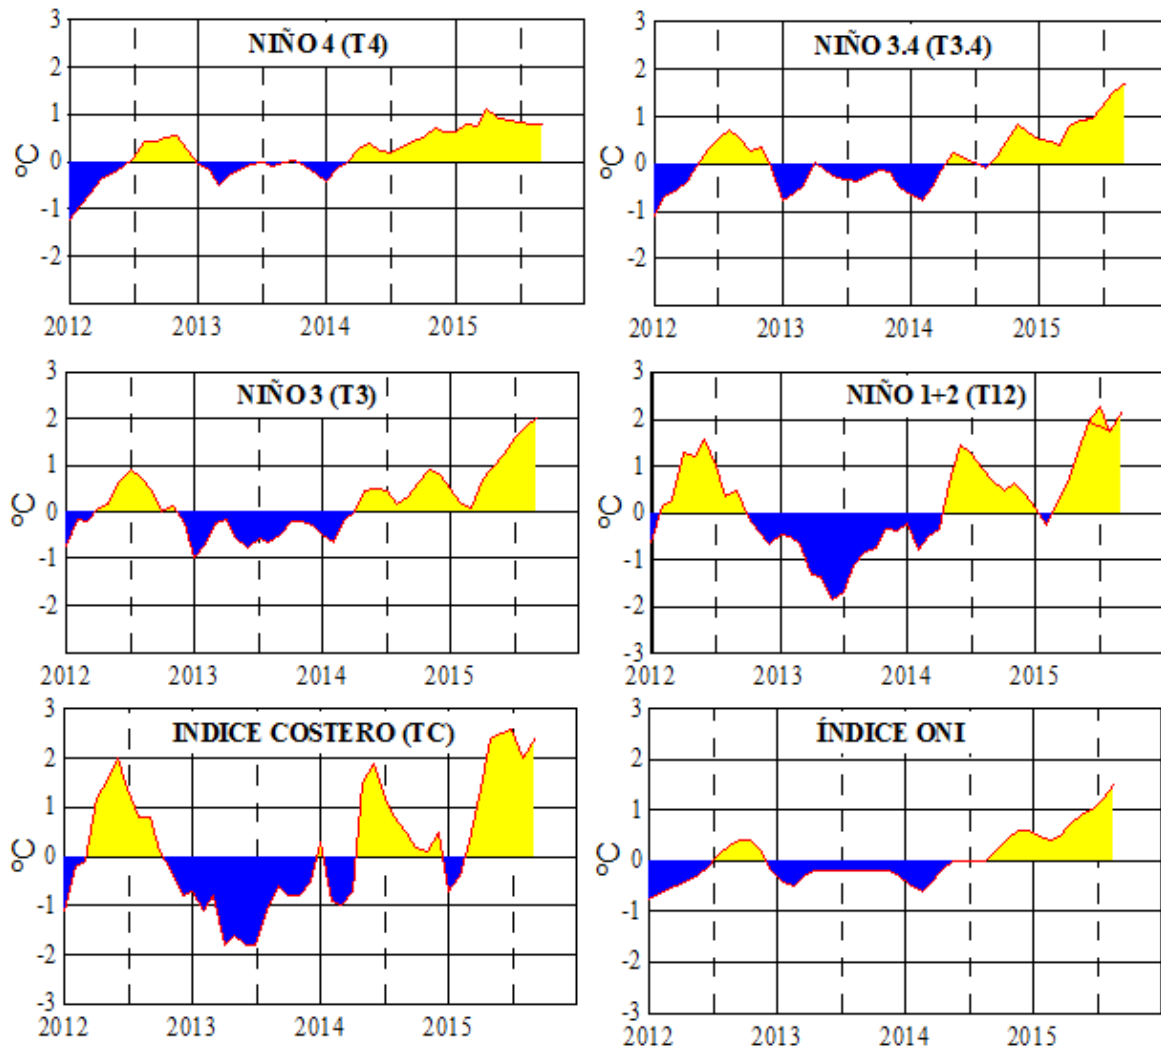 NIÑO 4 (T4)
3
2
1
0
-1
-2
°C
2012 2013 2014 2015
NIÑO 3.4 (T3.4)
3
2
1
0
-1
-2
°C
2012 2013 2014 2015
NIÑO 3 (T3)
3
2
1
0
-1
-2
°C
2012 2013 2014 2015
NIÑO 1+2 (T12)
3
2
1
0
-1
-2
-3
°C
2012 2013 2014 2015
INDICE COSTERO (TC)
3
2
1
0
-1
-2
-3
°C
2012 2013 2014 2015
ÍNDICE ONI
3
2
1
0
-1
-2
-3
°C
2012 2013 2014 2015